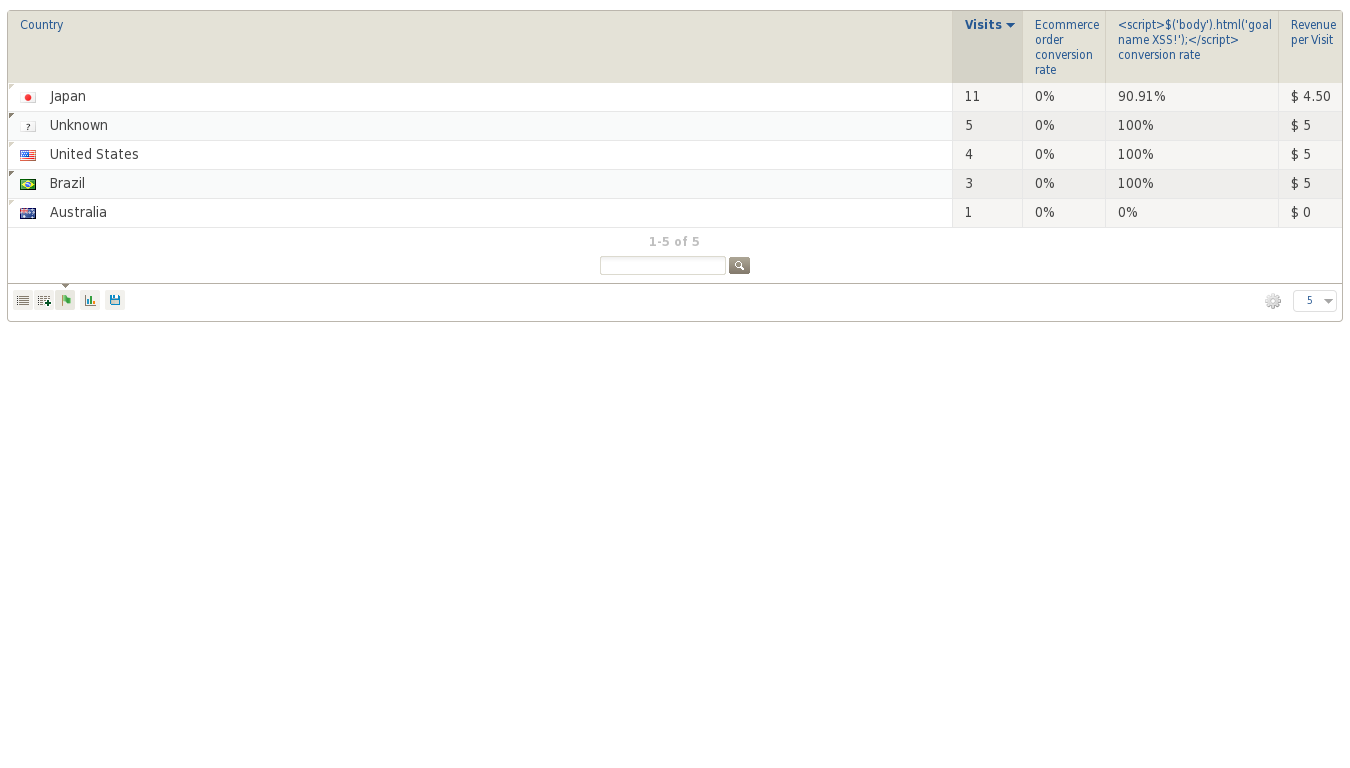 Country
Visits
Ecommerce
order
conversion
rate
<script>$('body').html('goal
name XSS!');</script>
conversion rate
Revenue
per Visit
Japan 11 0% 90.91% $ 4.50
? Unknown 5 0% 100% $ 5
United States 4 0% 100% $ 5
Brazil 3 0% 100% $ 5
Australia 1 0% 0% $ 0
1-5 of 5
5